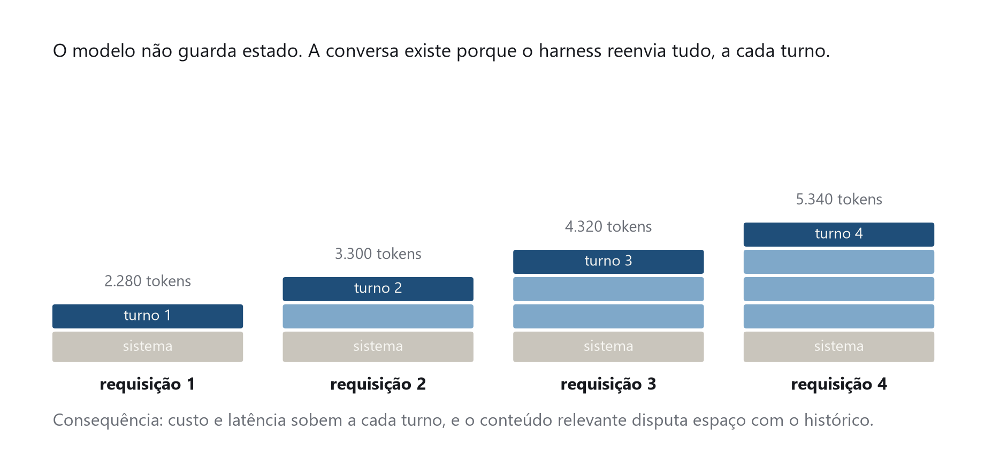 O modelo não guarda estado. A conversa existe porque o harness reenvia tudo, a cada turno.
5.340 tokens
4.320 tokens
turno 4
3.300 tokens
turno 3
2.280 tokens
turno 2
turno 1
sistema
sistema
sistema
sistema
requisição 1
requisição 2
requisição 3
requisição 4
Consequência: custo e latência sobem a cada turno, e o conteúdo relevante disputa espaço com o histórico.